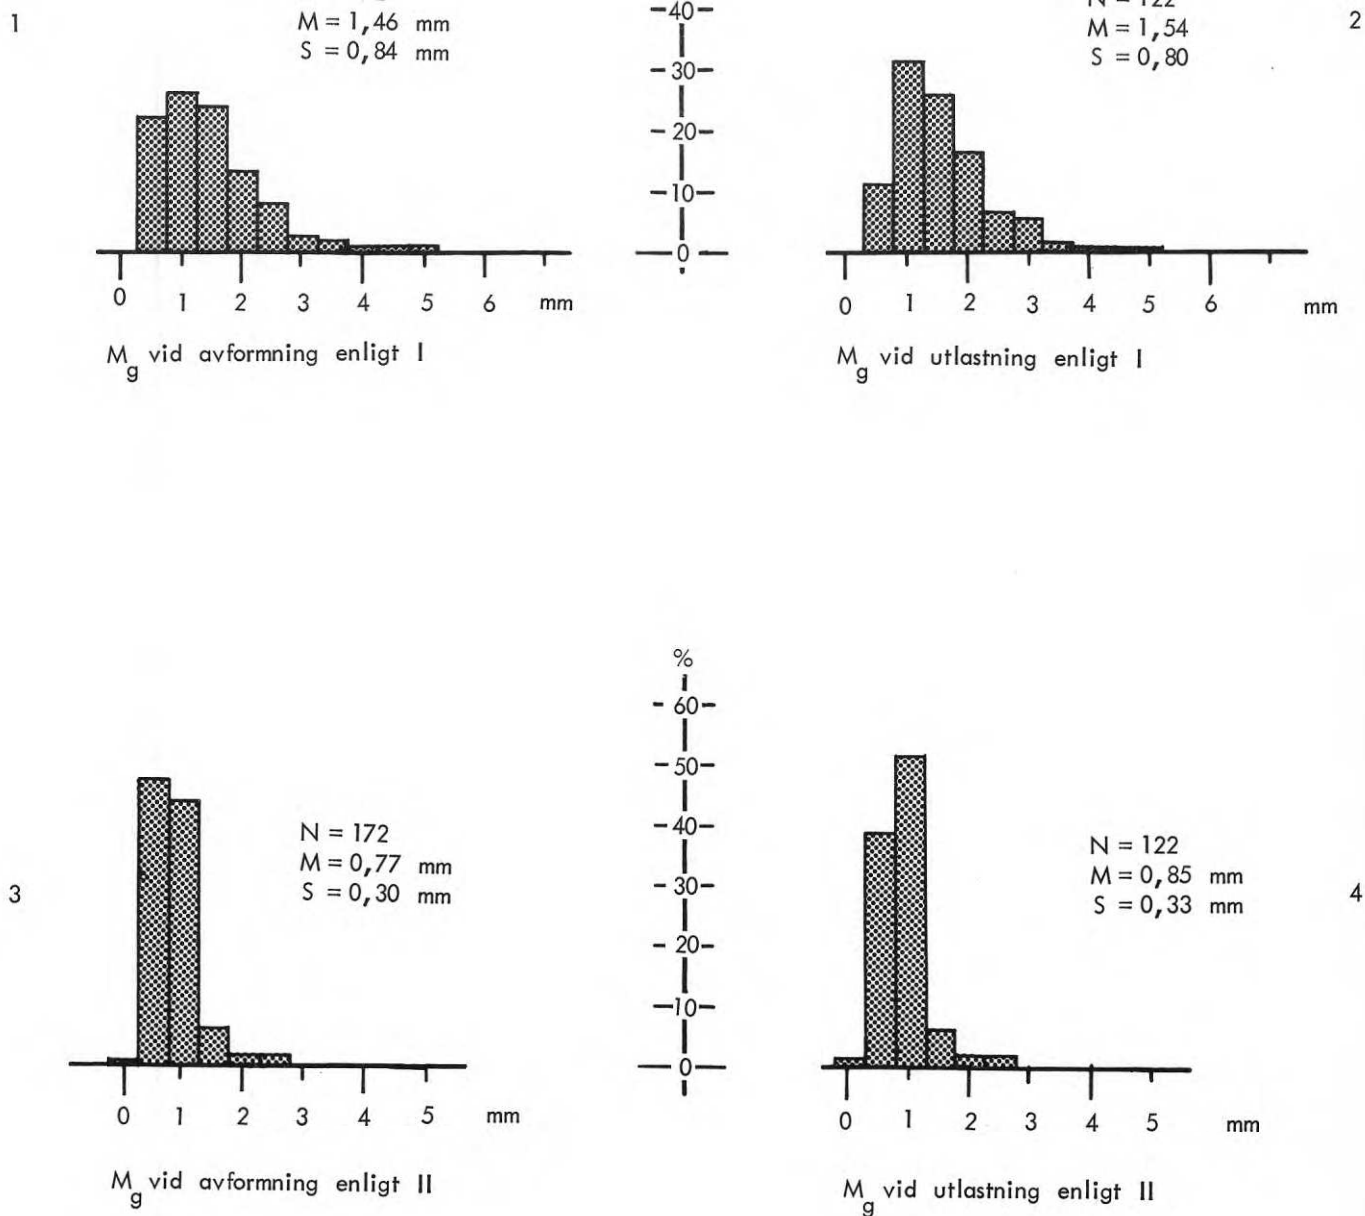 1
M = 1,46 mm
S = 0,84 mm
0 1 2 3 4 5 6 mm
M_g vid avformning enligt I
40
30
20
10
0
N = 122
M = 1,54
S = 0,80
2
0 1 2 3 4 5 6 mm
M_g vid utlastning enligt I
3
N = 172
M = 0,77 mm
S = 0,30 mm
0 1 2 3 4 5 mm
M_g vid avformning enligt II
%
60
50
40
30
20
10
0
N = 122
M = 0,85 mm
S = 0,33 mm
4
0 1 2 3 4 5 mm
M_g vid utlastning enligt II